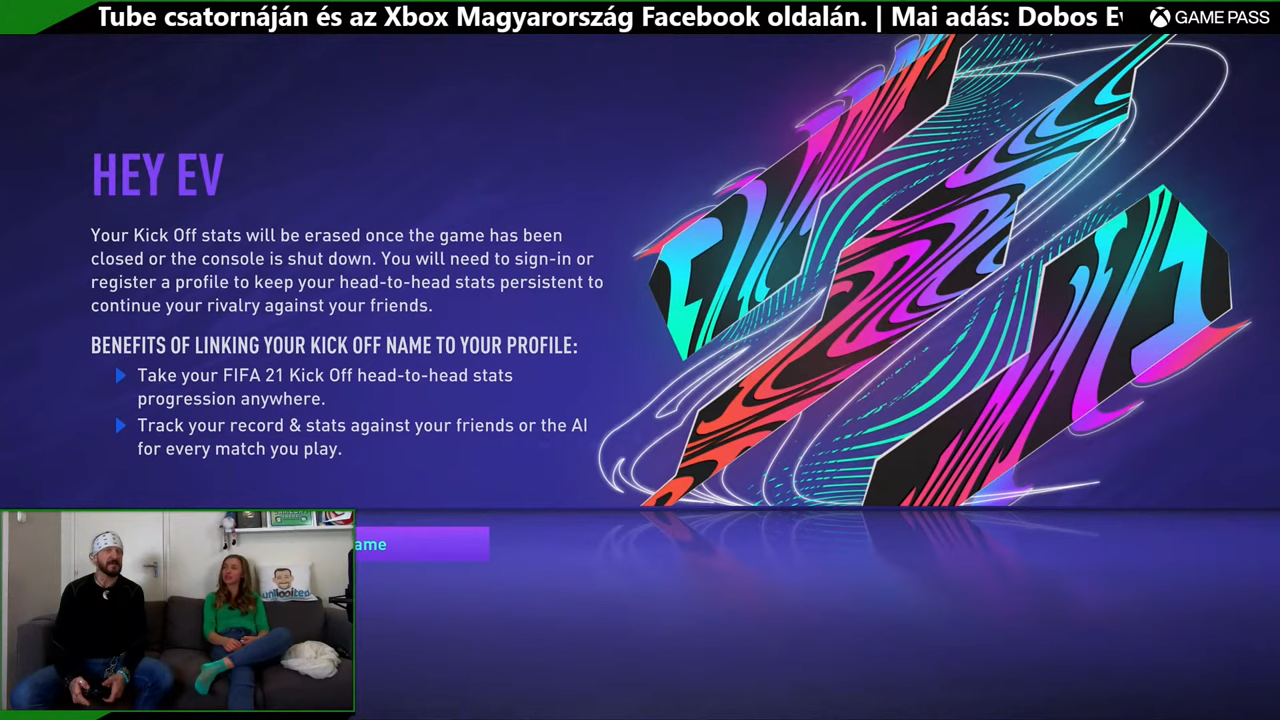 Tube csatornáján és az Xbox Magyarország Facebook oldalán. | Mai adás: Dobos Ev
GAME PASS
HEY EV
Your Kick Off stats will be erased once the game has been
closed or the console is shut down. You will need to sign-in or
register a profile to keep your head-to-head stats persistent to
continue your rivalry against your friends.
BENEFITS OF LINKING YOUR KICK OFF NAME TO YOUR PROFILE:
Take your FIFA 21 Kick Off head-to-head stats
progression anywhere.
Track your record & stats against your friends or the AI
for every match you play.
ame